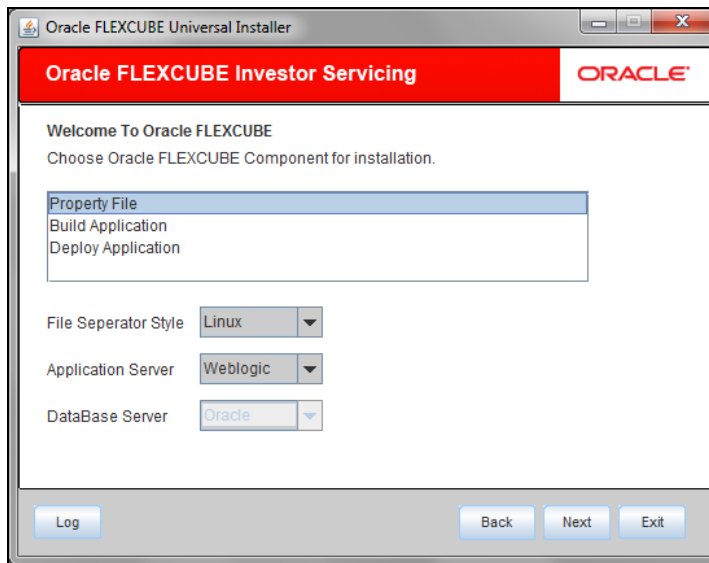 Oracle FLEXCUBE Universal Installer
Oracle FLEXCUBE Investor Servicing
ORACLE
Welcome To Oracle FLEXCUBE
Choose Oracle FLEXCUBE Component for installation.
Property File
Build Application
Deploy Application
File Seperator Style Linux
Application Server Weblogic
DataBase Server Oracle
Log Back Next Exit